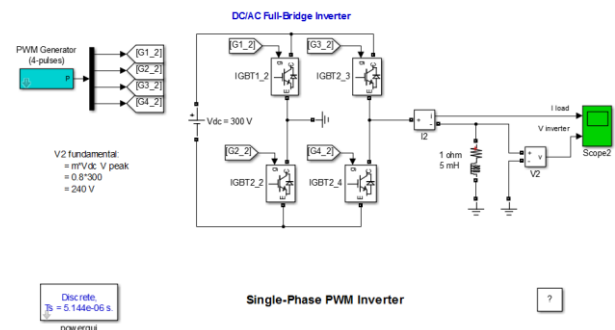 DC/AC Full-Bridge Inverter
PWM Generator
(4-pulses)
P
[G1_2]
[G2_2]
[G3_2]
[G4_2]
[G1_2]
[G3_2]
IGBT1_2
IGBT2_3
Vdc = 300 V
[G2_2]
[G4_2]
IGBT2_2
IGBT2_4
I2
I load
V inverter
Scope2
1 ohm
5 mH
V2
V2 fundamental:
= m*Vdc V peak
= 0.8*300
= 240 V
Discrete,
Ts = 5.144e-06 s.
powergui
Single-Phase PWM Inverter
?